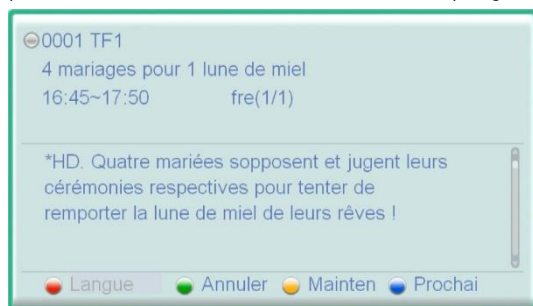 0001 TF1
4 mariages pour 1 lune de miel
16:45~17:50 fre(1/1)
*HD. Quatre mariées sopposent et jugent leurs
cérémonies respectives pour tenter de
remporter la lune de miel de leurs rêves !
Langue Annuler Mainten Prochai